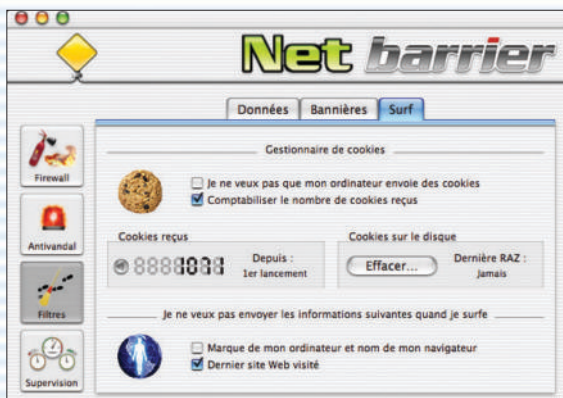 Net barrier
Données Bannières Surf
Gestionnaire de cookies
Je ne veux pas que mon ordinateur envoie des cookies
Comptabiliser le nombre de cookies reçus
Cookies reçus
1071
Depuis :
1er lancement
Cookies sur le disque
Effacer...
Dernière RAZ :
Jamais
Je ne veux pas envoyer les informations suivantes quand je surfe
Marque de mon ordinateur et nom de mon navigateur
Dernier site Web visité
Firewall
Antivandal
Filtres
Supervision